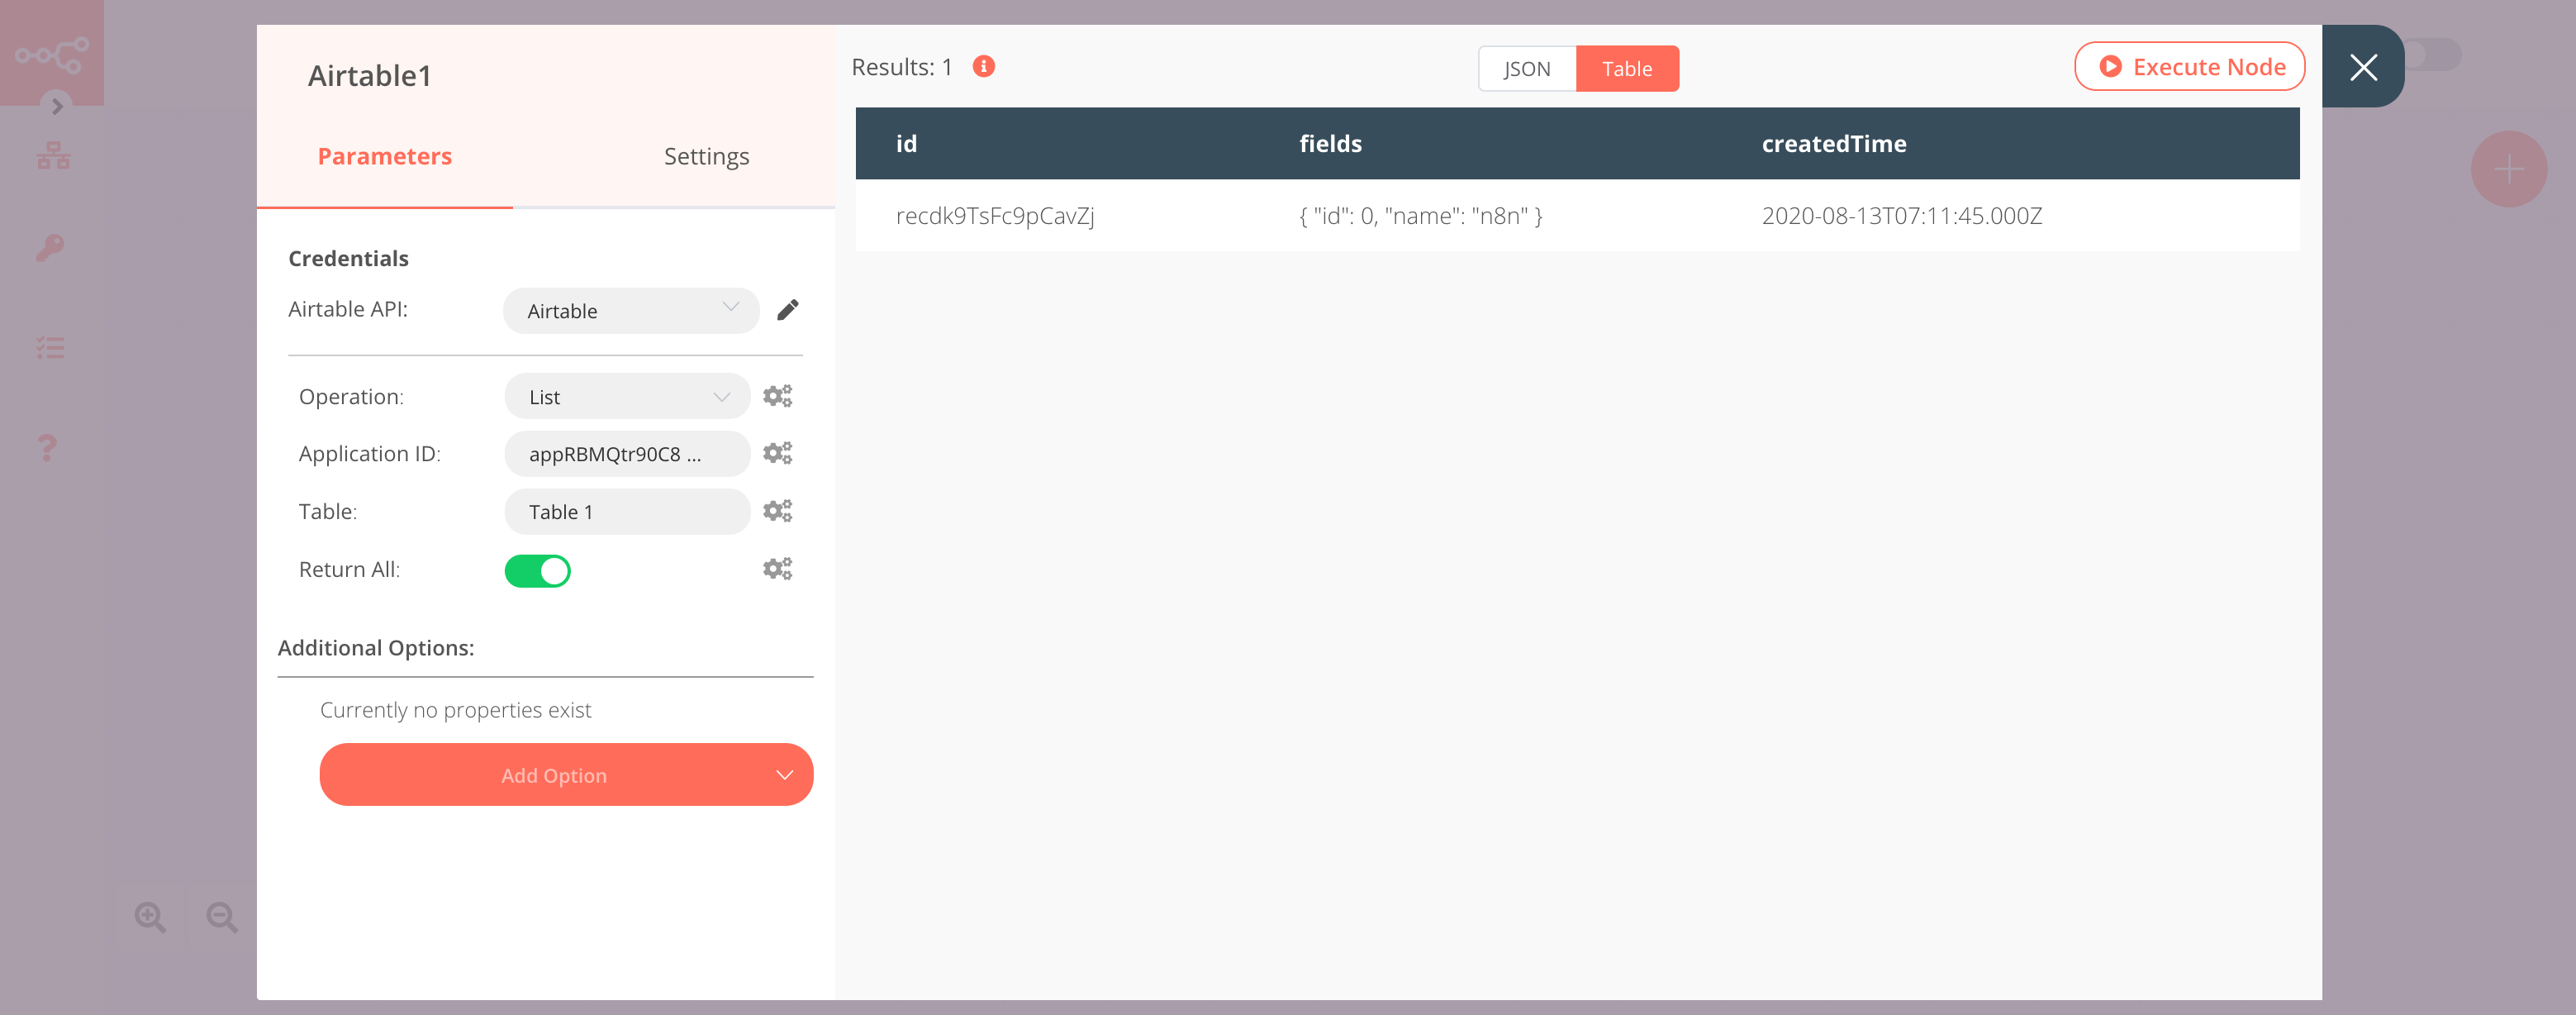 Airtable1
Parameters
Settings
Credentials
Airtable API:
Airtable
Operation:
List
Application ID:
appRBMQtr90C8 ...
Table:
Table 1
Return All:
Additional Options:
Currently no properties exist
Add Option
Results: 1
JSON
Table
Execute Node
id
fields
createdTime
recdk9TsFc9pCavZj
{ "id": 0, "name": "n8n" }
2020-08-13T07:11:45.000Z